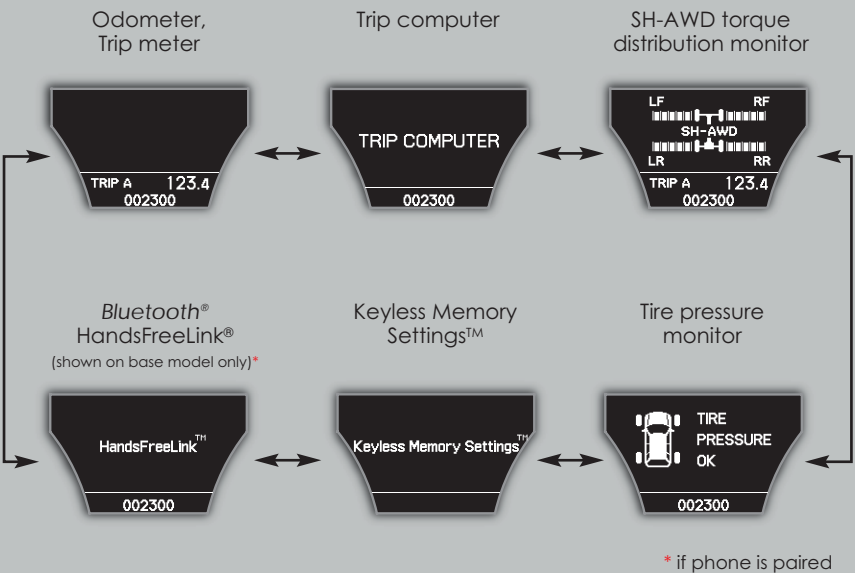 Odometer,
Trip meter
Trip computer
SH-AWD torque
distribution monitor
TRIP A 123.4
002300
TRIP COMPUTER
002300
LF RF
SH-AWD
LR RR
TRIP A 123.4
002300
Bluetooth®
HandsFreeLink®
(shown on base model only)*
Keyless Memory
Settings™
Tire pressure
monitor
HandsFreeLink™
002300
Keyless Memory Settings™
TIRE
PRESSURE
OK
002300
* if phone is paired